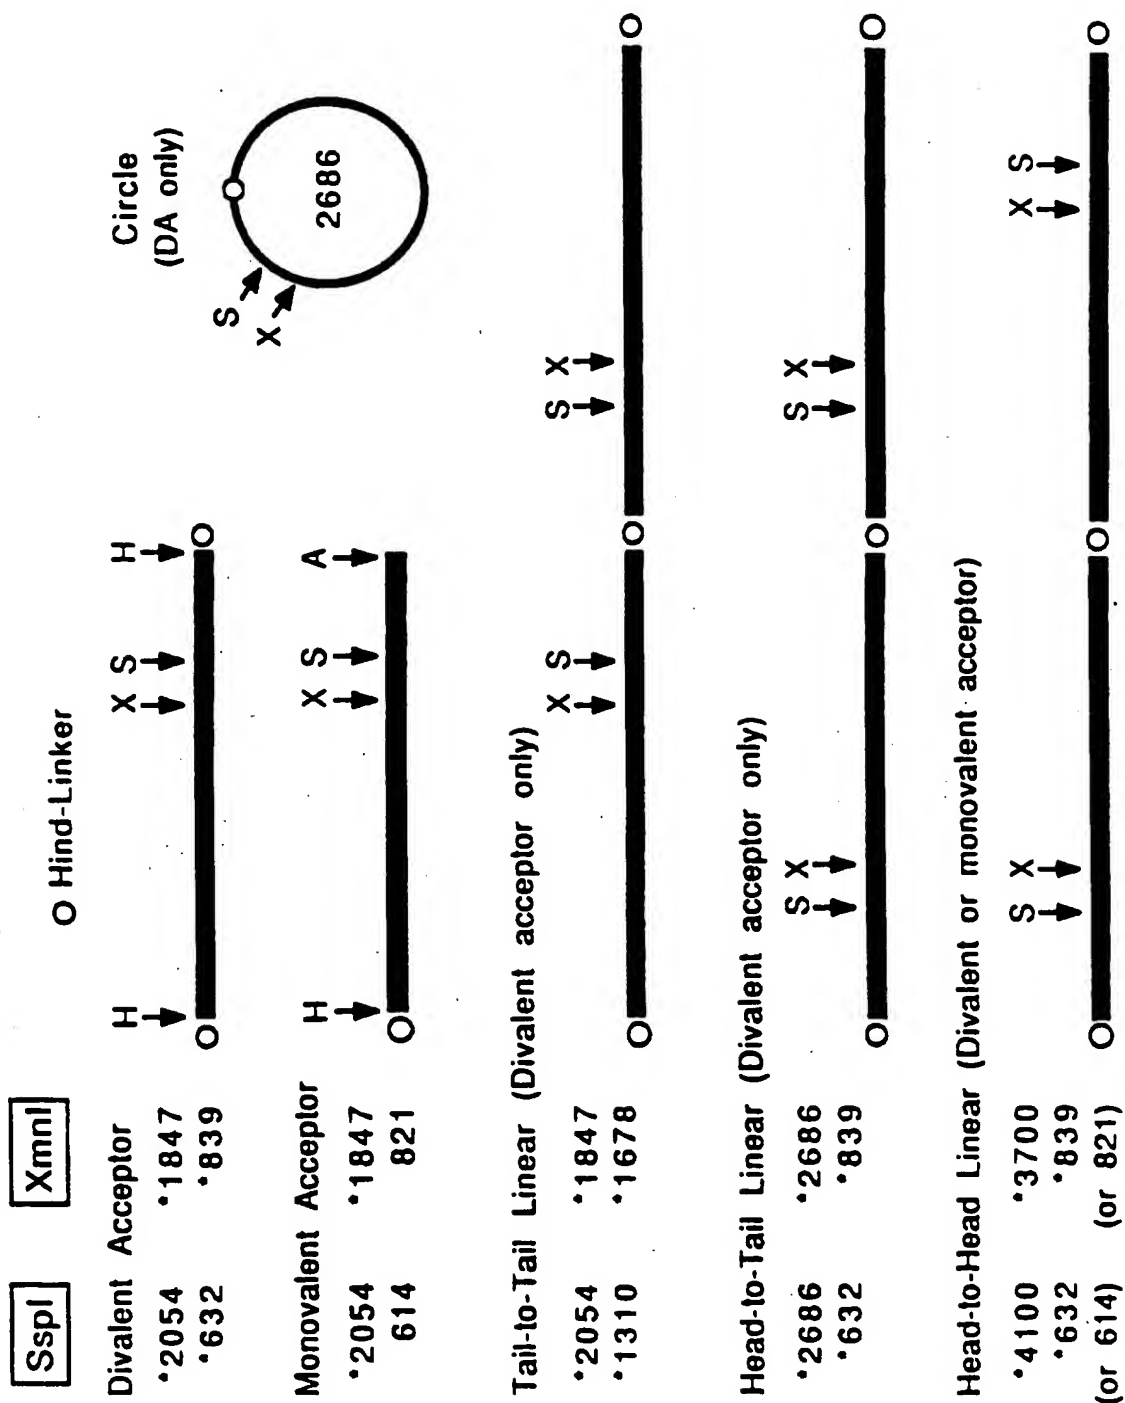 SspI XmnI
O Hind-Linker
Circle
(DA only)
2686
S
X
Divalent Acceptor
*2054 *1847
*632 *839
H X S H
Monovalent Acceptor
*2054 *1847
614 821
H X S A
Tail-to-Tail Linear (Divalent acceptor only)
*2054 *1847
*1310 *1678
X S S X
Head-to-Tail Linear (Divalent acceptor only)
*2686 *2686
*632 *839
S X S X
Head-to-Head Linear (Divalent or monovalent acceptor)
*4100 *3700
*632 *839
(or 614) (or 821)
S X X S